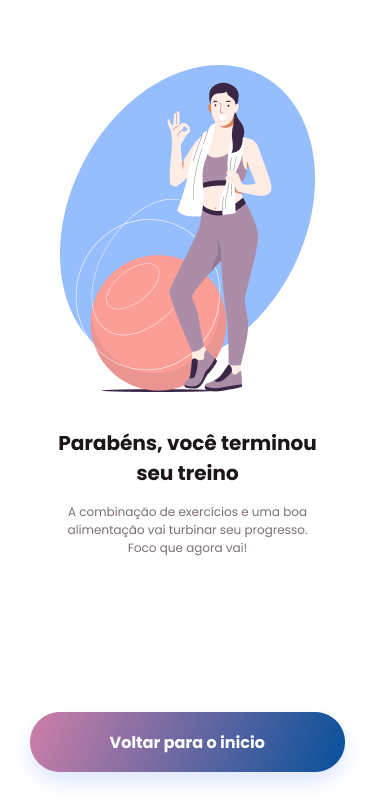 Parabéns, você terminou
seu treino
A combinação de exercícios e uma boa
alimentação vai turbinar seu progresso.
Foco que agora vai!
Voltar para o inicio